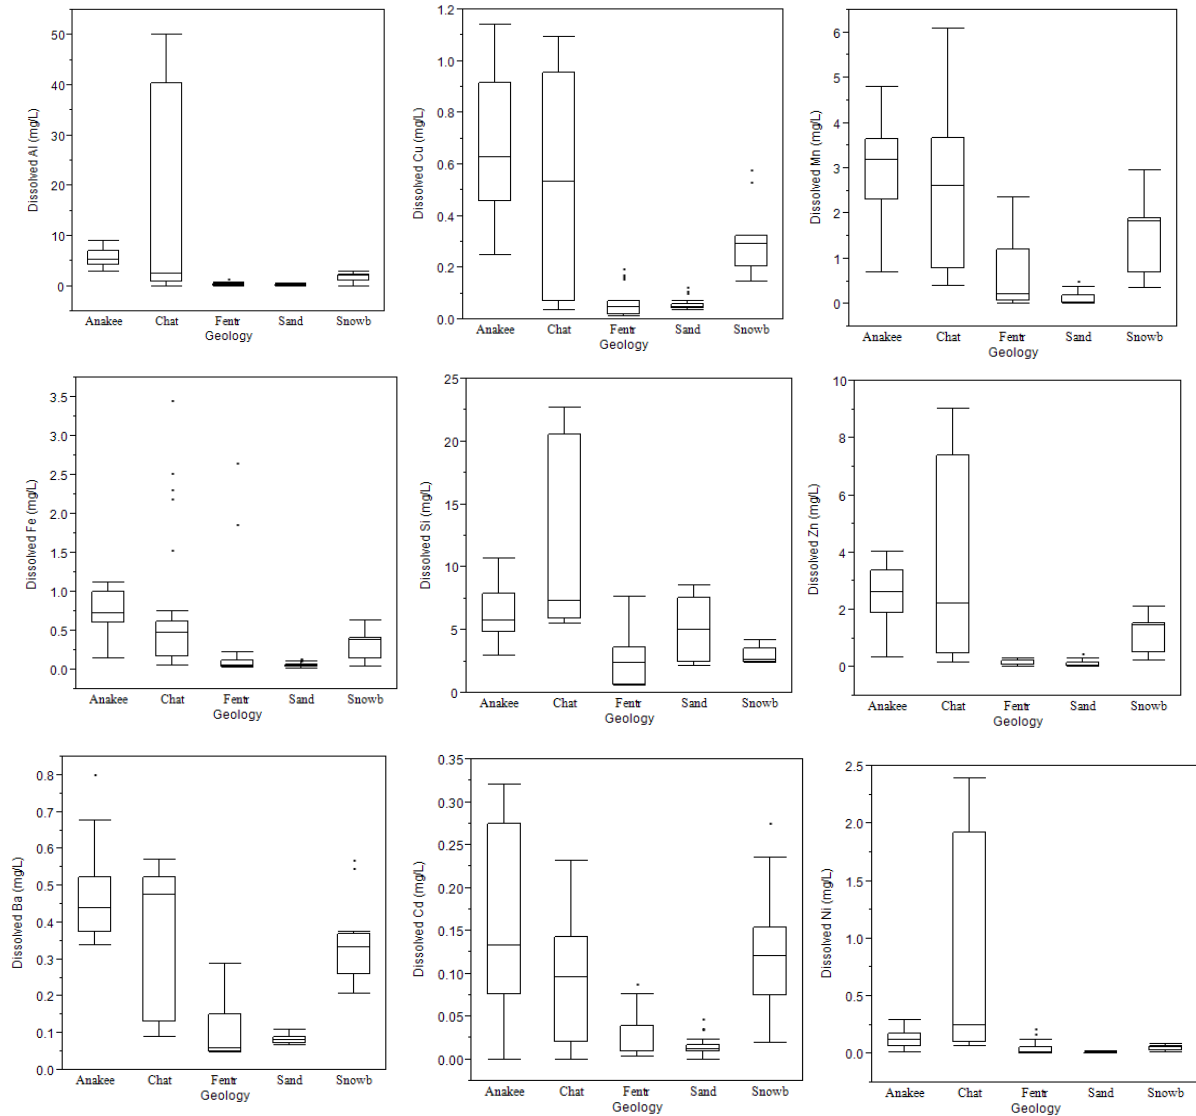 Dissolved Al (mg/L)
50
40
30
20
10
0
Anakee Chat Fentr Sand Snowb
Geology
Dissolved Cu (mg/L)
1.2
1.0
0.8
0.6
0.4
0.2
0.0
Anakee Chat Fentr Sand Snowb
Geology
Dissolved Mn (mg/L)
6
5
4
3
2
1
0
Anakee Chat Fentr Sand Snowb
Geology
Dissolved Fe (mg/L)
3.5
3.0
2.5
2.0
1.5
1.0
0.5
0.0
Anakee Chat Fentr Sand Snowb
Geology
Dissolved Si (mg/L)
25
20
15
10
5
0
Anakee Chat Fentr Sand Snowb
Geology
Dissolved Zn (mg/L)
10
8
6
4
2
0
Anakee Chat Fentr Sand Snowb
Geology
Dissolved Ba (mg/L)
0.8
0.7
0.6
0.5
0.4
0.3
0.2
0.1
0.0
Anakee Chat Fentr Sand Snowb
Geology
Dissolved Cd (mg/L)
0.35
0.30
0.25
0.20
0.15
0.10
0.05
0.00
Anakee Chat Fentr Sand Snowb
Geology
Dissolved Ni (mg/L)
2.5
2.0
1.5
1.0
0.5
0.0
Anakee Chat Fentr Sand Snowb
Geology